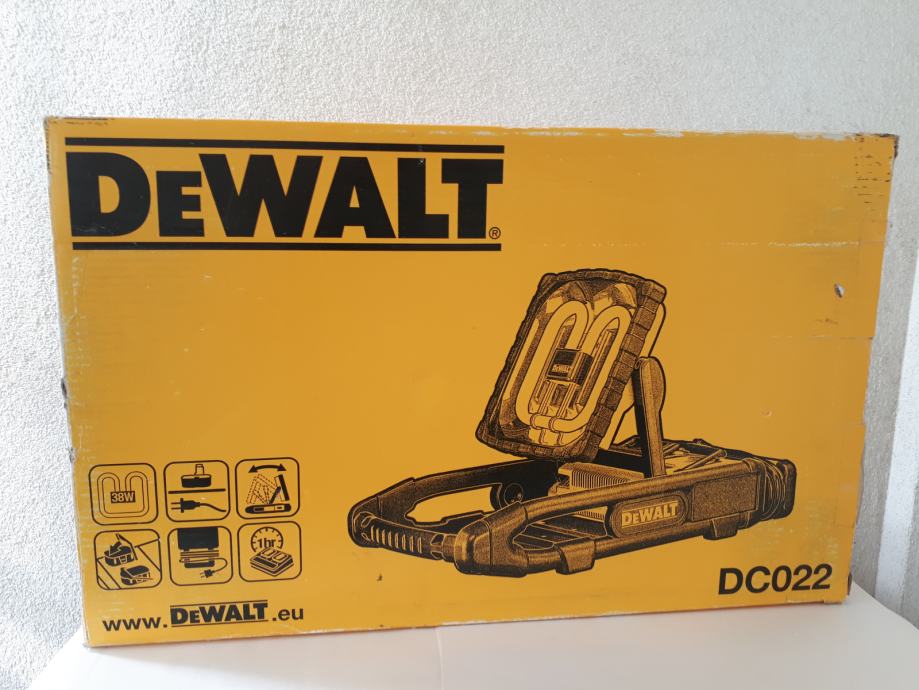 DEWALT®
DEWALT
DEWALT
38W
1hr
DC022
www.DEWALT.eu